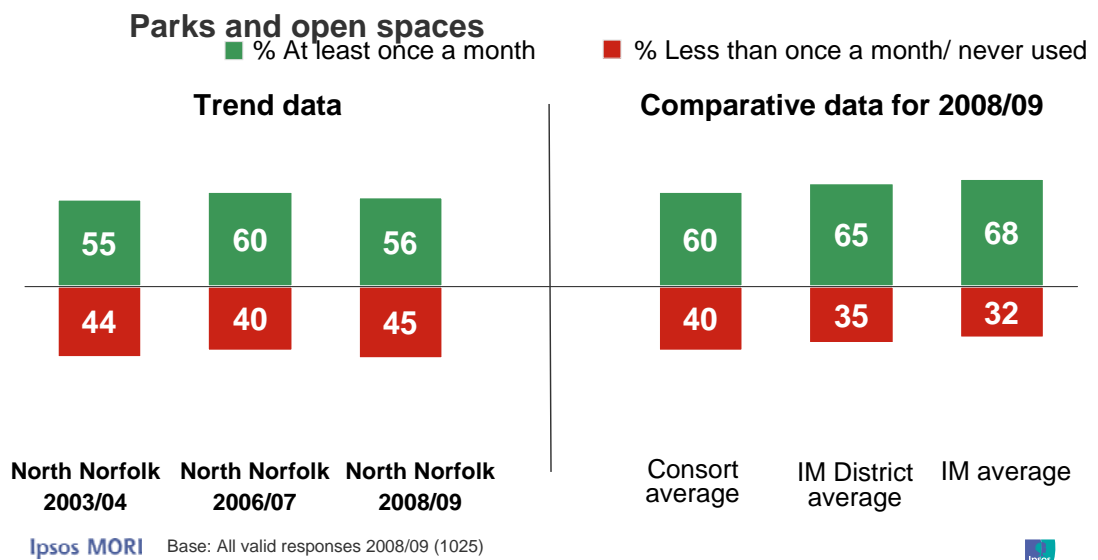 Parks and open spaces
% At least once a month
% Less than once a month/ never used
Trend data
Comparative data for 2008/09
55
60
56
60
65
68
44
40
45
40
35
32
North Norfolk
2003/04
North Norfolk
2006/07
North Norfolk
2008/09
Consort
average
IM District
average
IM average
Ipsos MORI
Base: All valid responses 2008/09 (1025)
Ipsos